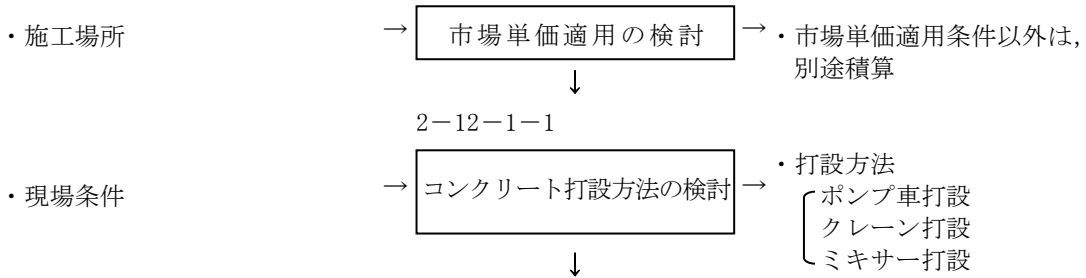 ・施工場所 → 市場単価適用の検討 → ・市場単価適用条件以外は,
別途積算
↓
2－12－1－1
・現場条件 → コンクリート打設方法の検討 → ・打設方法
ポンプ車打設
クレーン打設
ミキサー打設
↓